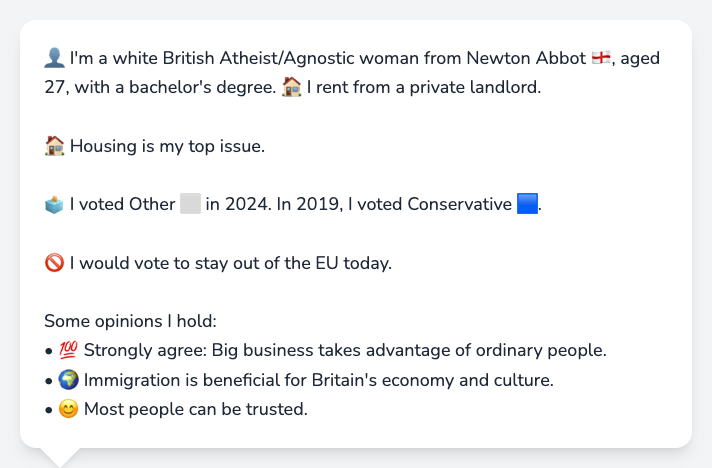 👤 I'm a white British Atheist/Agnostic woman from Newton Abbot 🏴󠁧󠁢󠁥󠁮󠁧󠁿, aged
27, with a bachelor's degree. 🏠 I rent from a private landlord.
🏠 Housing is my top issue.
🗳️ I voted Other ⬜ in 2024. In 2019, I voted Conservative 🟦.
🚫 I would vote to stay out of the EU today.
Some opinions I hold:
• 💯 Strongly agree: Big business takes advantage of ordinary people.
• 🌍 Immigration is beneficial for Britain's economy and culture.
• 😊 Most people can be trusted.